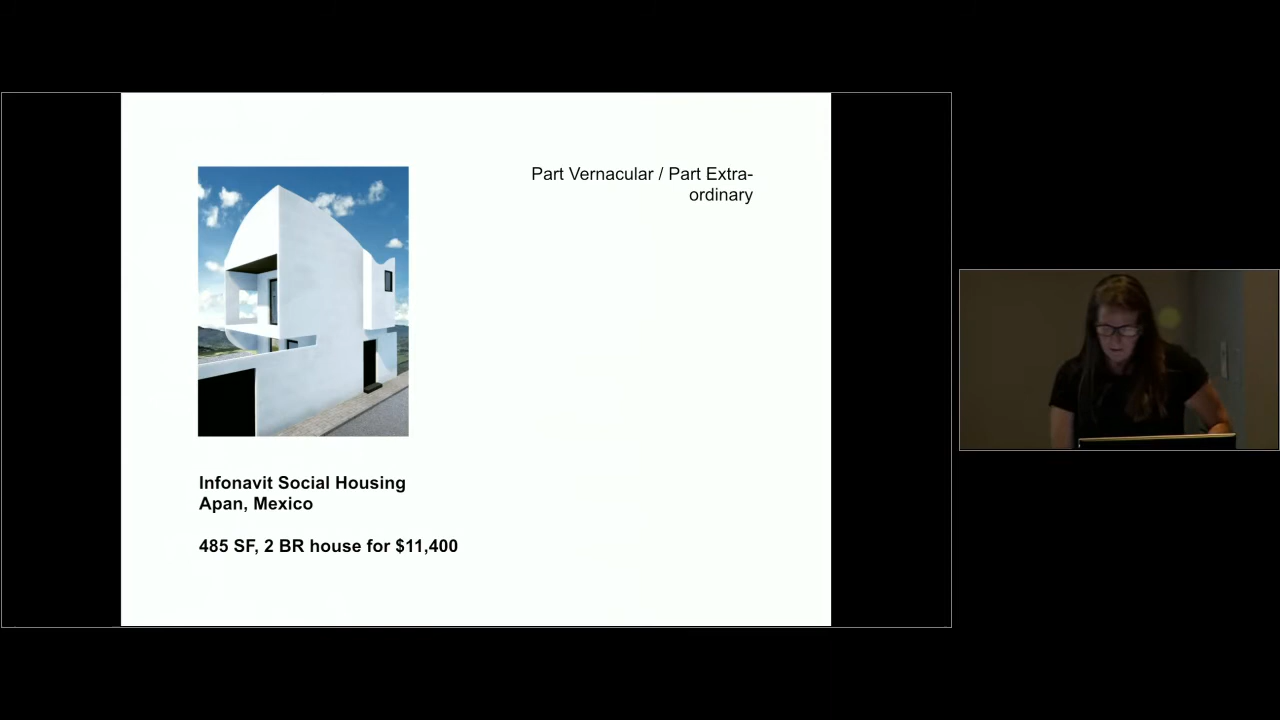 Part Vernacular / Part Extra-
ordinary
Infonavit Social Housing
Apan, Mexico
485 SF, 2 BR house for $11,400